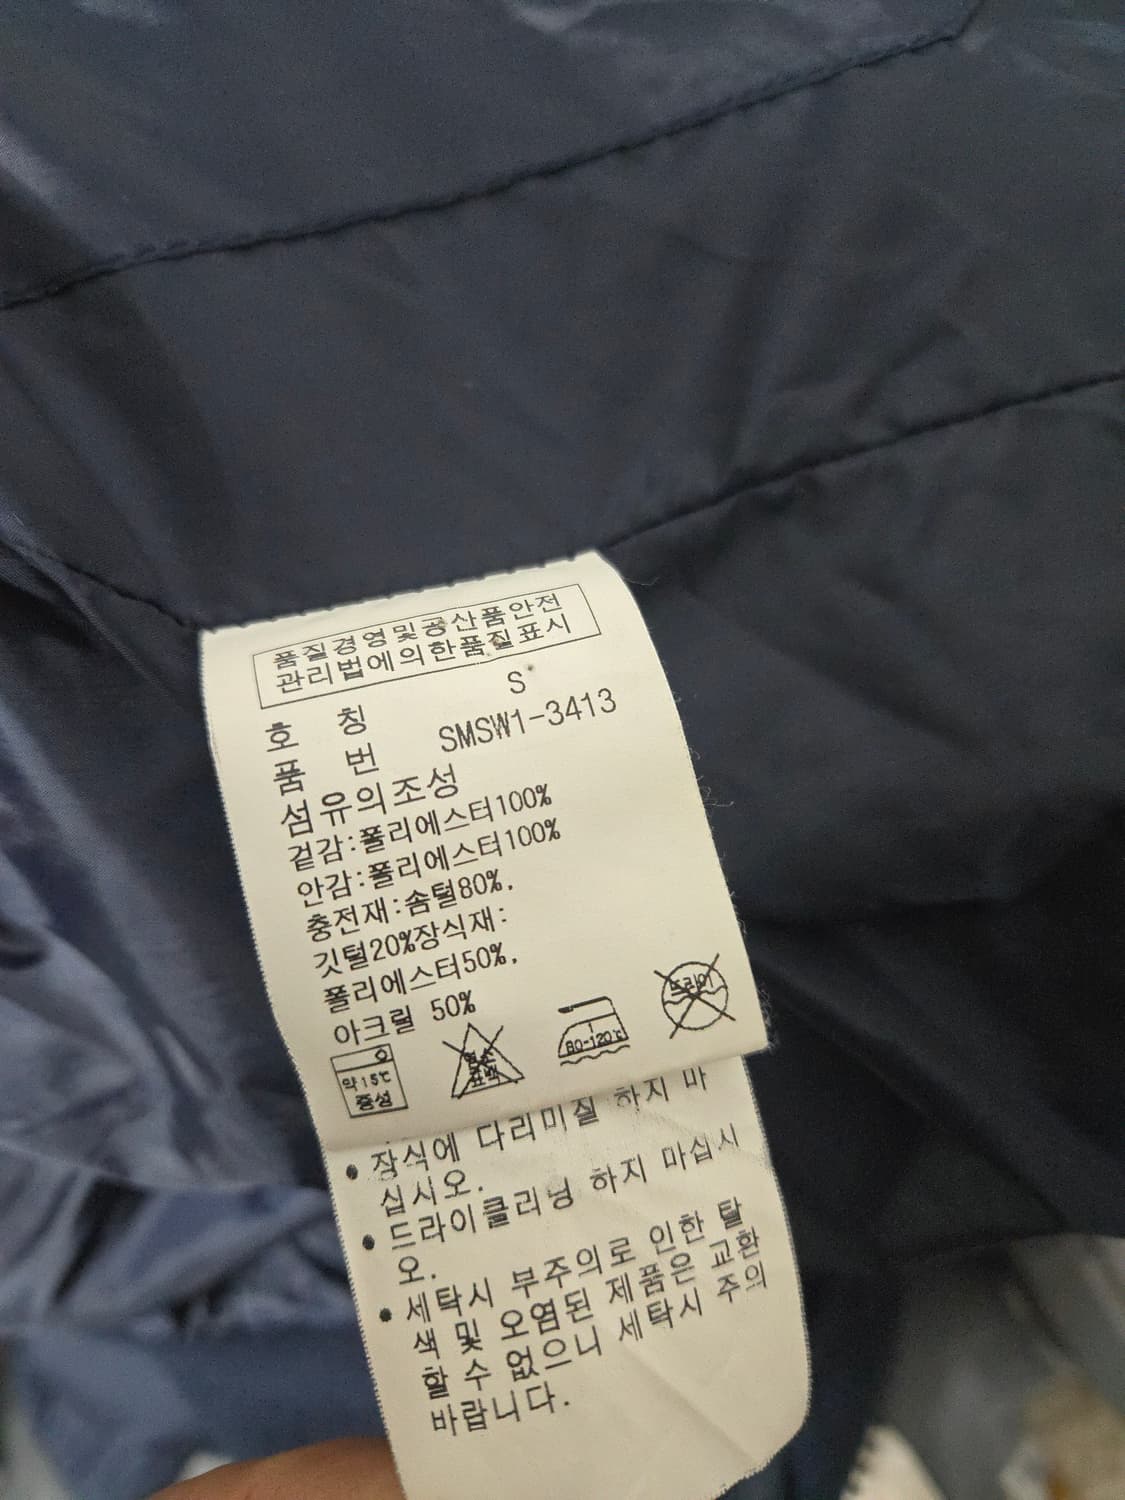 품질경영및공산품안전
관리법에의한품질표시
호 칭 S
품 번 SMSW1-3413
섬유의조성
겉감:폴리에스터100%
안감:폴리에스터100%
충전재:솜털80%.
깃털20%장식재:
폴리에스터50%.
아크릴 50%
약15℃
중성
염소
표백
80-120℃
드라이
• 장식에 다리미질 하지 마
십시오.
• 드라이클리닝 하지 마십시
오.
• 세탁시 부주의로 인한 탈
색 및 오염된 제품은 교환
할 수 없으니 세탁시 주의
바랍니다.